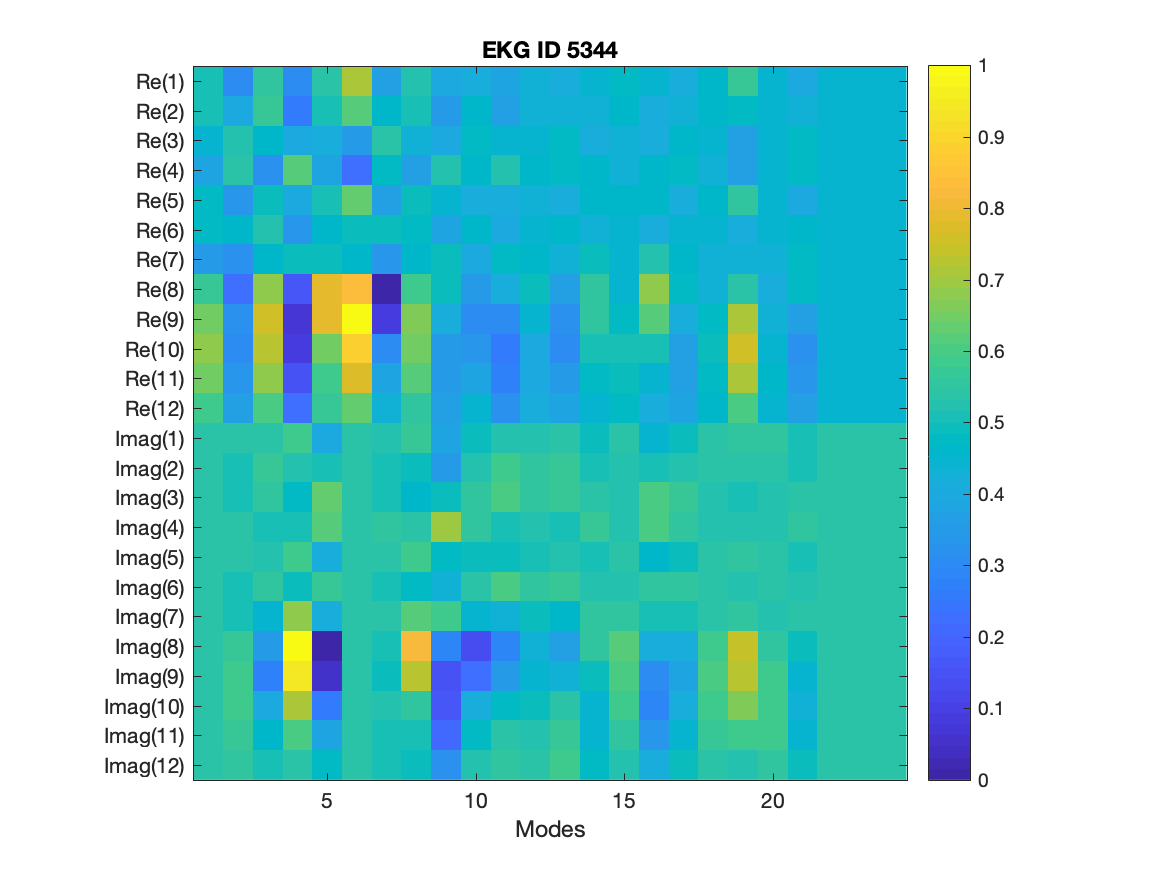 EKG ID 5344
Re(1)
Re(2)
Re(3)
Re(4)
Re(5)
Re(6)
Re(7)
Re(8)
Re(9)
Re(10)
Re(11)
Re(12)
Imag(1)
Imag(2)
Imag(3)
Imag(4)
Imag(5)
Imag(6)
Imag(7)
Imag(8)
Imag(9)
Imag(10)
Imag(11)
Imag(12)
5 10 15 20
Modes
1
0.9
0.8
0.7
0.6
0.5
0.4
0.3
0.2
0.1
0